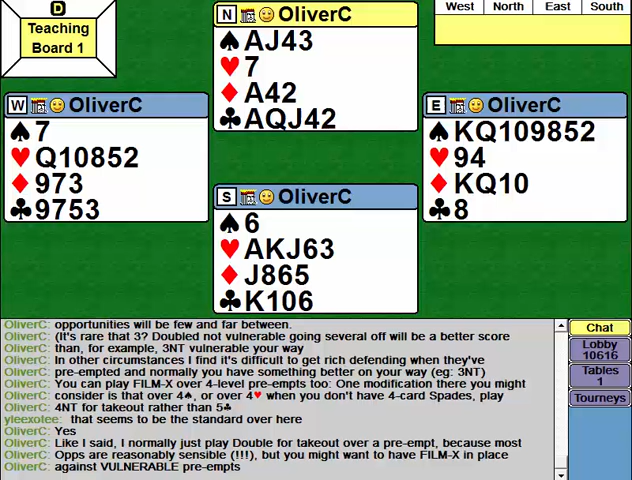 D
Teaching
Board 1
N OliverC
♠ AJ43
♥ 7
♦ A42
♣ AQJ42
West North East South
W OliverC
♠ 7
♥ Q10852
♦ 973
♣ 9753
E OliverC
♠ KQ109852
♥ 94
♦ KQ10
♣ 8
S OliverC
♠ 6
♥ AKJ63
♦ J865
♣ K106
OliverC: opportunities will be few and far between.
OliverC: (It's rare that 3? Doubled not vulnerable going several off will be a better score
OliverC: than, for example, 3NT vulnerable your way
OliverC: In other circumstances I find it's difficult to get rich defending when they've
OliverC: pre-empted and normally you have something better on your way (eg: 3NT)
OliverC: You can play FILM-X over 4-level pre-empts too: One modification there you might
OliverC: consider is that over 4♠, or over 4♥ when you don't have 4-card Spades, play
OliverC: 4NT for takeout rather than 5♣
yleexotee: that seems to be the standard over here
OliverC: Yes
OliverC: Like I said, I normally just play Double for takeout over a pre-empt, because most
OliverC: Opps are reasonably sensible (!!!), but you might want to have FILM-X in place
OliverC: against VULNERABLE pre-empts
Chat
Lobby
10616
Tables
1
Tourneys